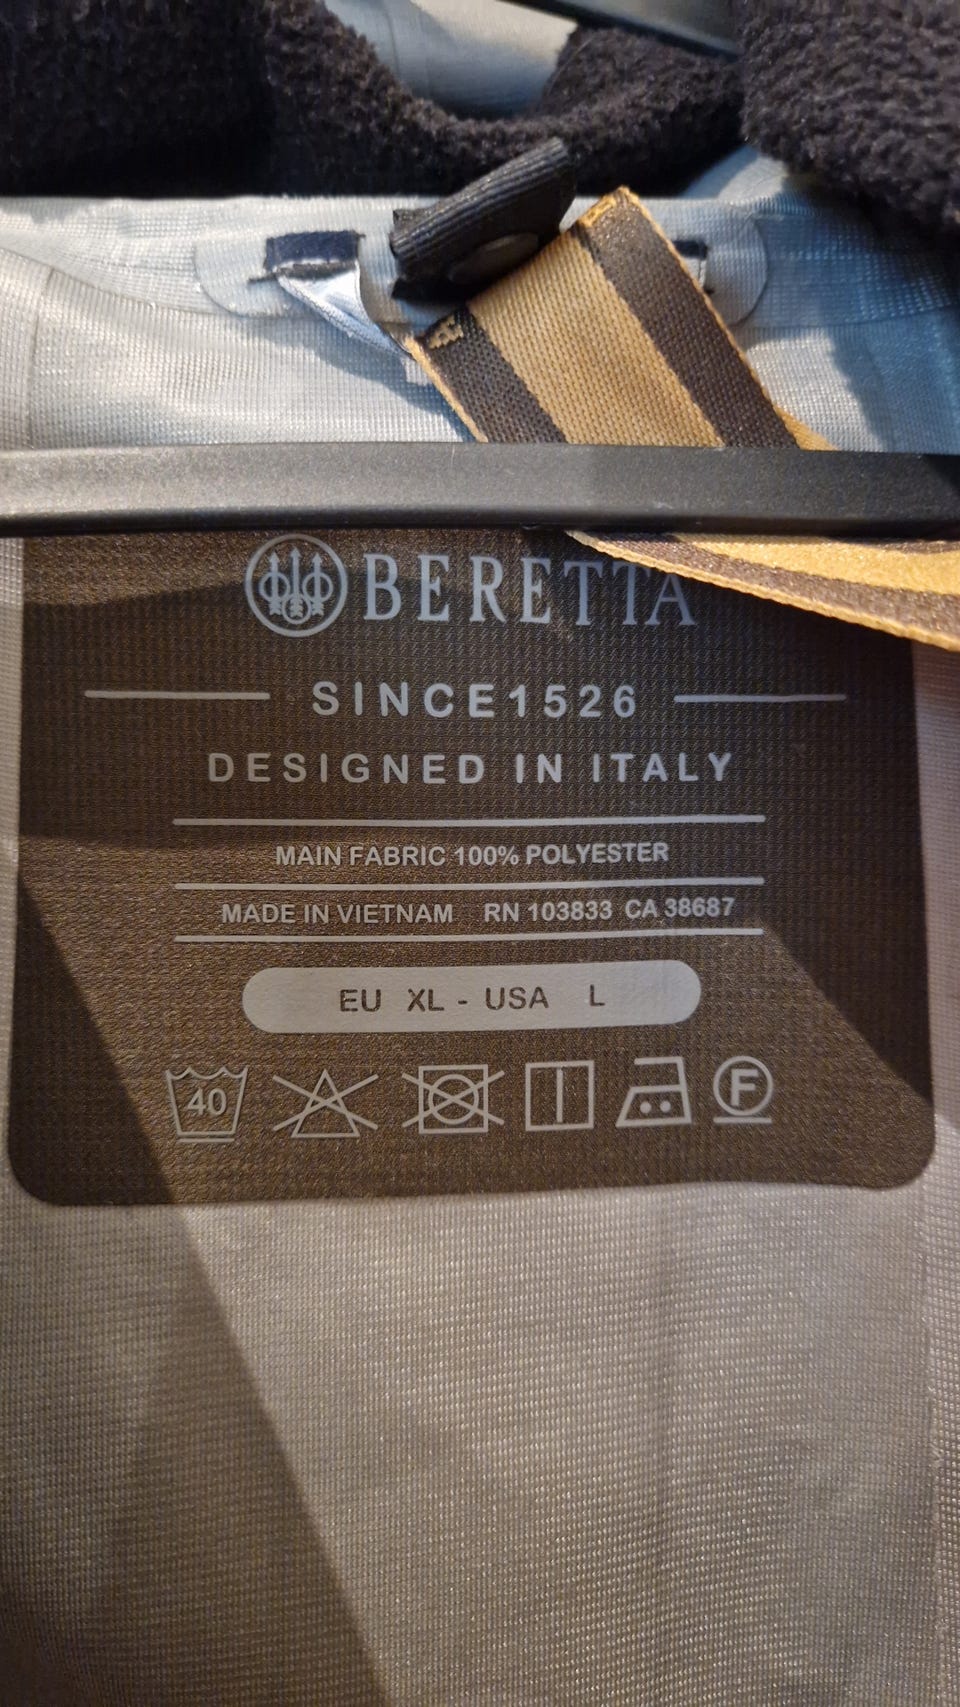 BERETTA
SINCE1526
DESIGNED IN ITALY
MAIN FABRIC 100% POLYESTER
MADE IN VIETNAM RN 103833 CA 38687
EU XL - USA L
40 F